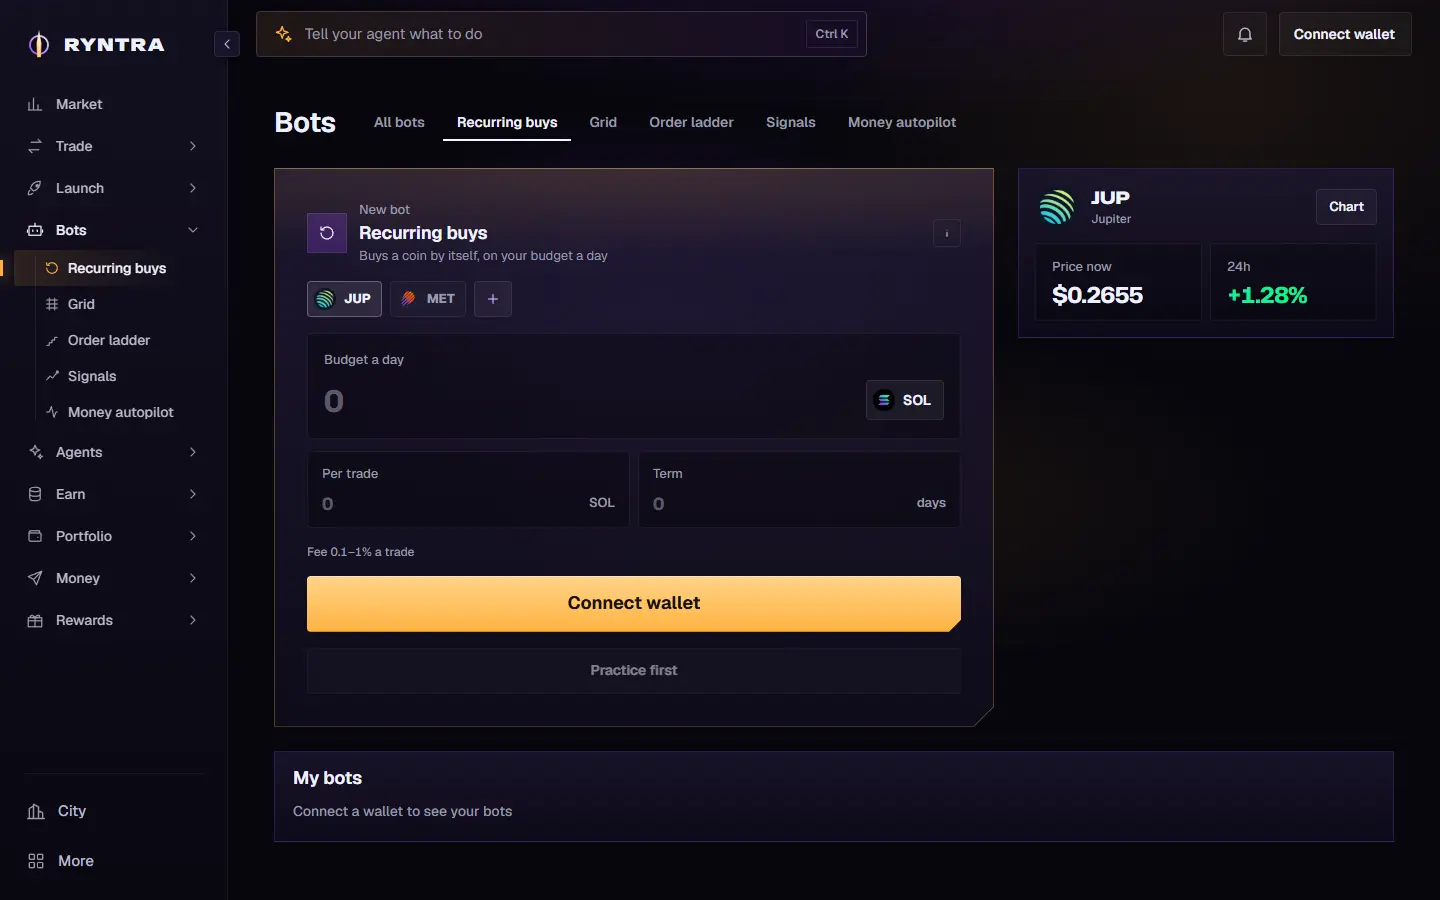 RYNTRA
Tell your agent what to do
Ctrl K
Connect wallet
Market
Trade
Launch
Bots
Recurring buys
Grid
Order ladder
Signals
Money autopilot
Agents
Earn
Portfolio
Money
Rewards
City
More
Bots
All bots
Recurring buys
Grid
Order ladder
Signals
Money autopilot
New bot
Recurring buys
Buys a coin by itself, on your budget a day
i
JUP
MET
+
Budget a day
0
SOL
Per trade
0
SOL
Term
0
days
Fee 0.1–1% a trade
Connect wallet
Practice first
JUP
Jupiter
Chart
Price now
$0.2655
24h
+1.28%
My bots
Connect a wallet to see your bots